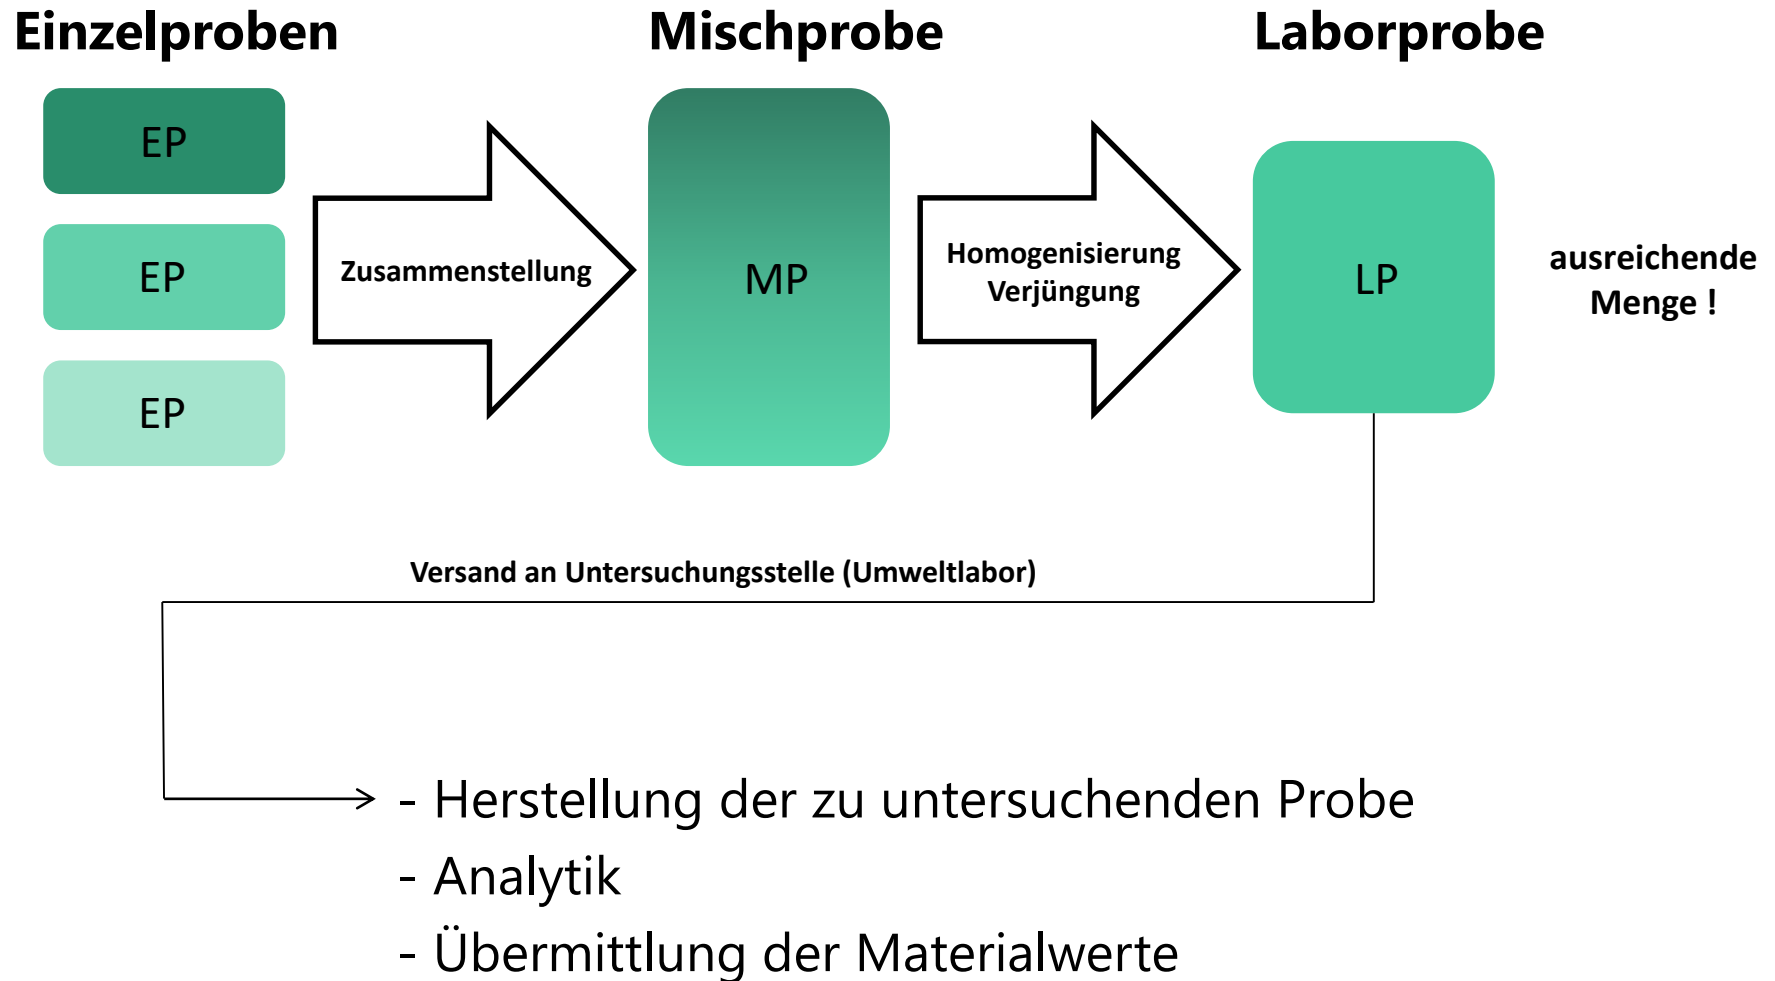 Einzelproben
Mischprobe
Laborprobe
EP
EP
EP
Zusammenstellung
MP
Homogenisierung
Verjüngung
LP
ausreichende
Menge !
Versand an Untersuchungsstelle (Umweltlabor)
- Herstellung der zu untersuchenden Probe
- Analytik
- Übermittlung der Materialwerte